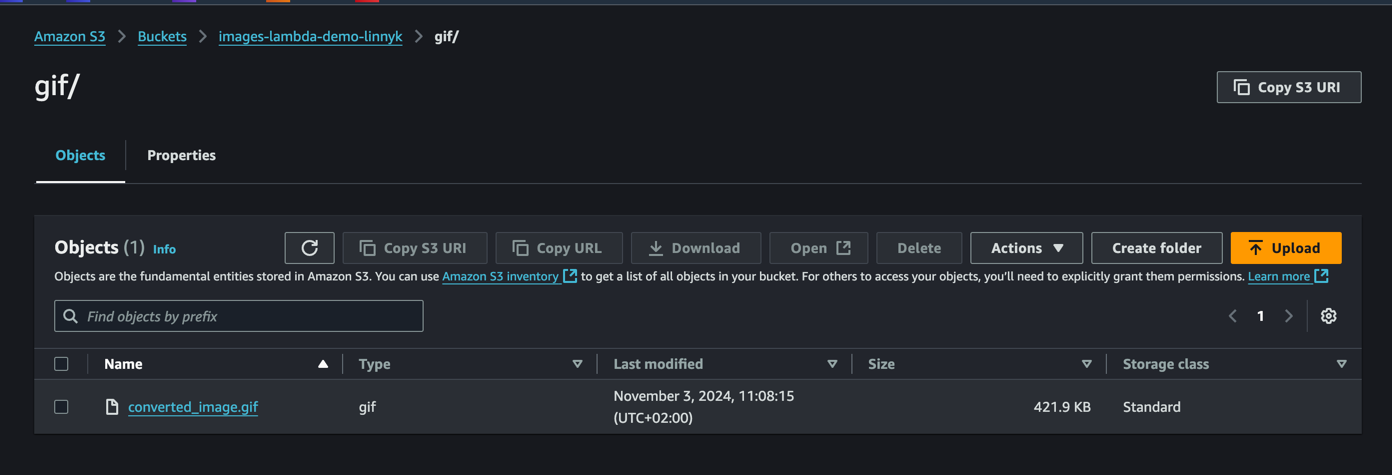 Amazon S3 > Buckets > images-lambda-demo-linnyk > gif/
gif/
Copy S3 URI
Objects Properties
Objects (1) Info Copy S3 URI Copy URL Download Open Delete Actions Create folder Upload
Objects are the fundamental entities stored in Amazon S3. You can use Amazon S3 inventory to get a list of all objects in your bucket. For others to access your objects, you'll need to explicitly grant them permissions. Learn more
Find objects by prefix
1
Name Type Last modified Size Storage class
converted_image.gif gif November 3, 2024, 11:08:15 (UTC+02:00) 421.9 KB Standard